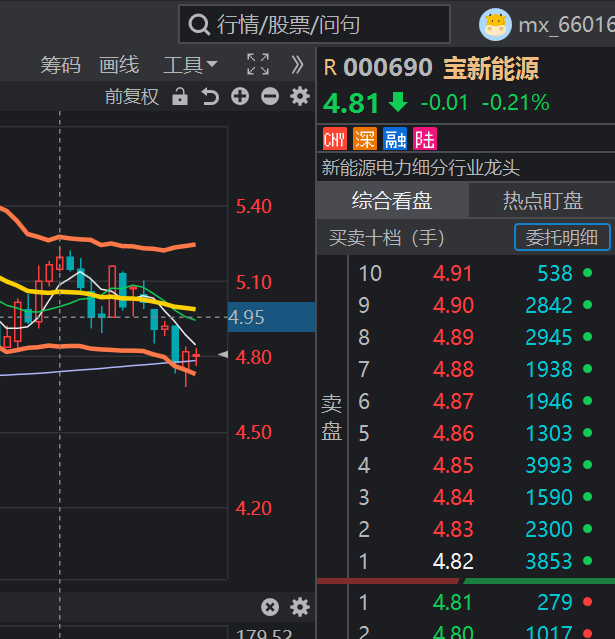 行情/股票/问句
mx_66016
筹码 画线 工具
前复权
R 000690 宝新能源
4.81 -0.01 -0.21%
CNY 深 融 陆
新能源电力细分行业龙头
综合看盘 热点盯盘
买卖十档（手） 委托明细
卖盘
10 4.91 538
9 4.90 2842
8 4.89 2945
7 4.88 1938
6 4.87 1946
5 4.86 1303
4 4.85 3993
3 4.84 1590
2 4.83 2300
1 4.82 3853
1 4.81 279
2 4.80 1017
5.40
5.10
4.95
4.80
4.50
4.20
179.52